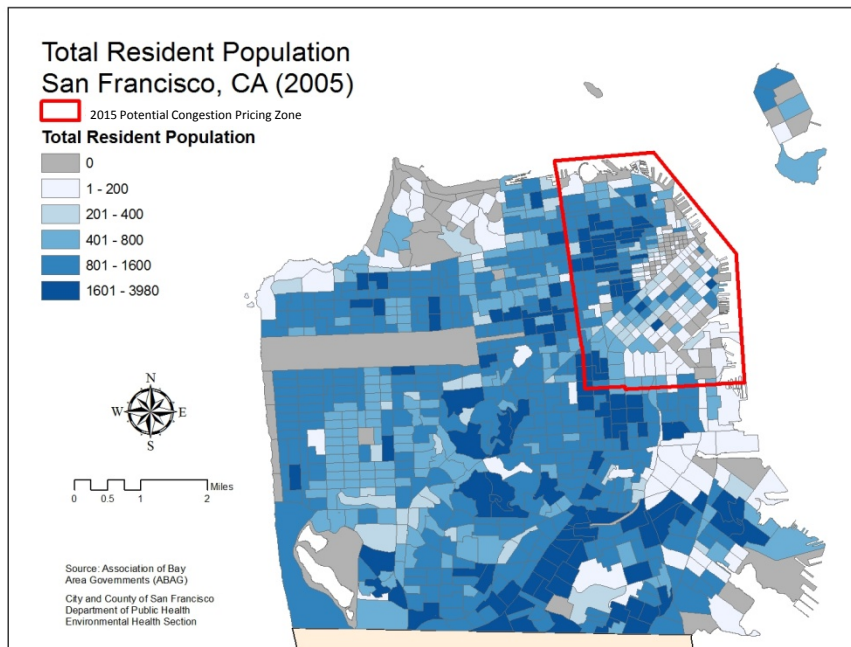 Total Resident Population
San Francisco, CA (2005)
2015 Potential Congestion Pricing Zone
Total Resident Population
0
1 - 200
201 - 400
401 - 800
801 - 1600
1601 - 3980
N
W E
S
Miles
0 0.5 1 2
Source: Association of Bay
Area Governments (ABAG)
City and County of San Francisco
Department of Public Health
Environmental Health Section